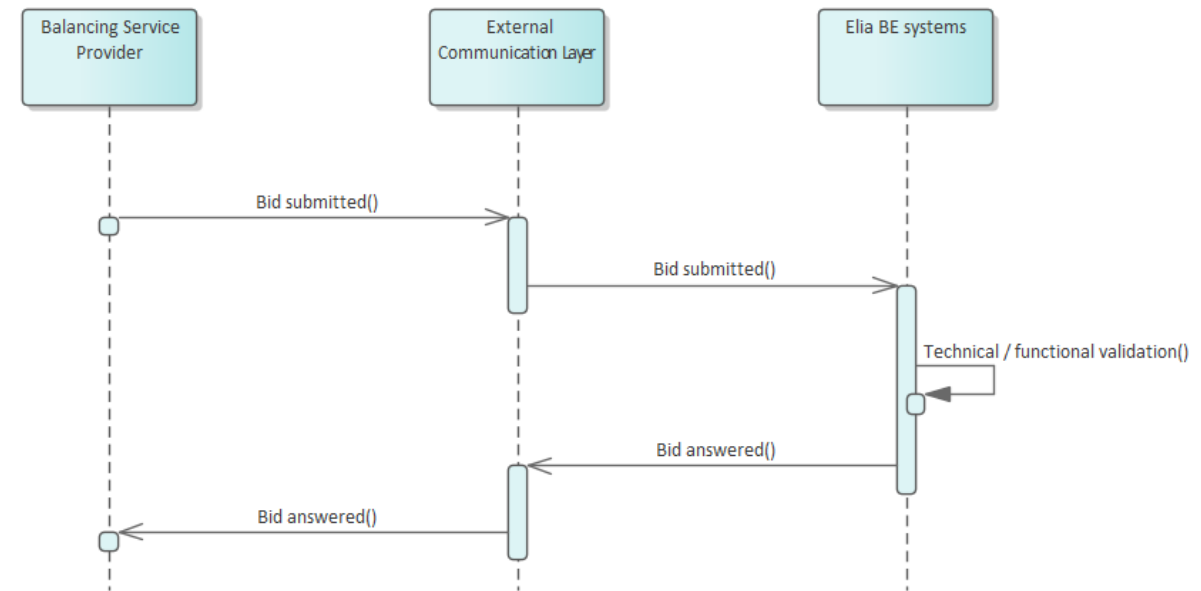 Balancing Service
Provider
External
Communication Layer
Elia BE systems
Bid submitted()
Bid submitted()
Technical / functional validation()
Bid answered()
Bid answered()